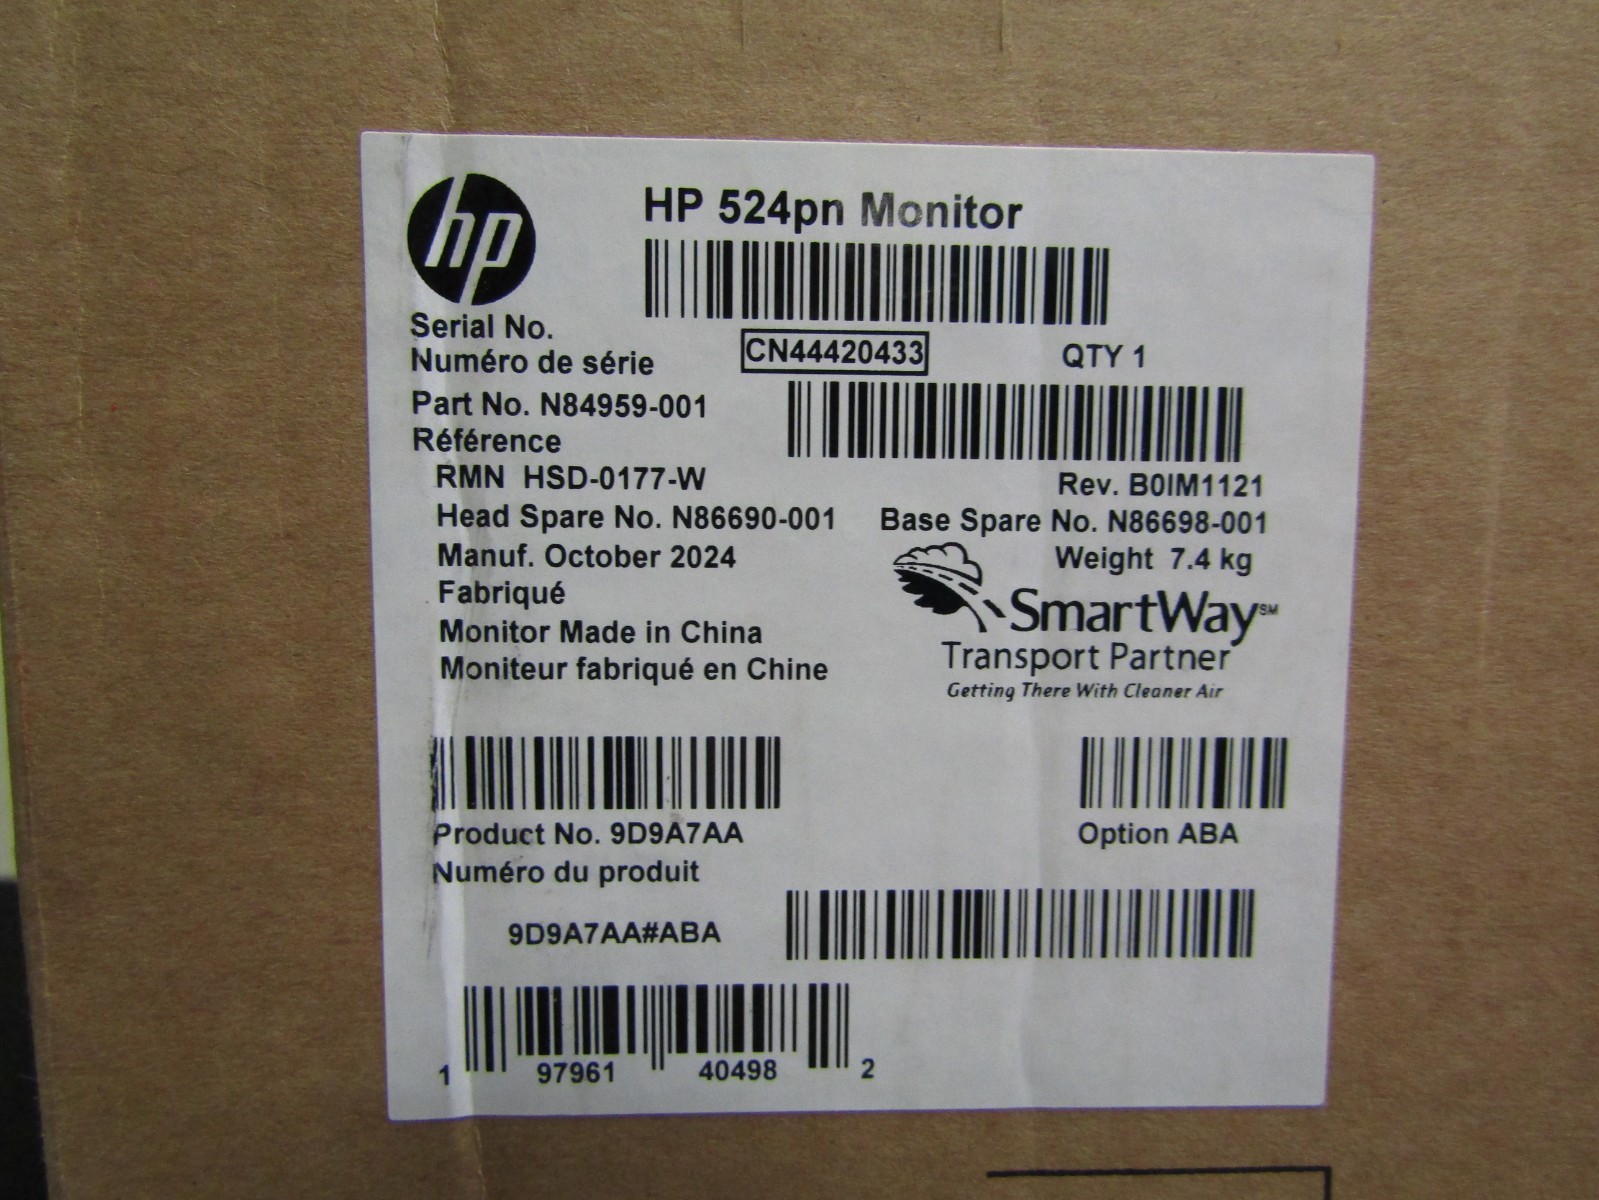 hp
HP 524pn Monitor
Serial No.
Numéro de série
CN44420433
QTY 1
Part No. N84959-001
Référence
RMN HSD-0177-W
Rev. B0IM1121
Head Spare No. N86690-001
Base Spare No. N86698-001
Manuf. October 2024
Weight 7.4 kg
Fabriqué
SmartWay℠
Monitor Made in China
Transport Partner
Moniteur fabriqué en Chine
Getting There With Cleaner Air
Product No. 9D9A7AA
Option ABA
Numéro du produit
9D9A7AA#ABA
1 97961 40498 2